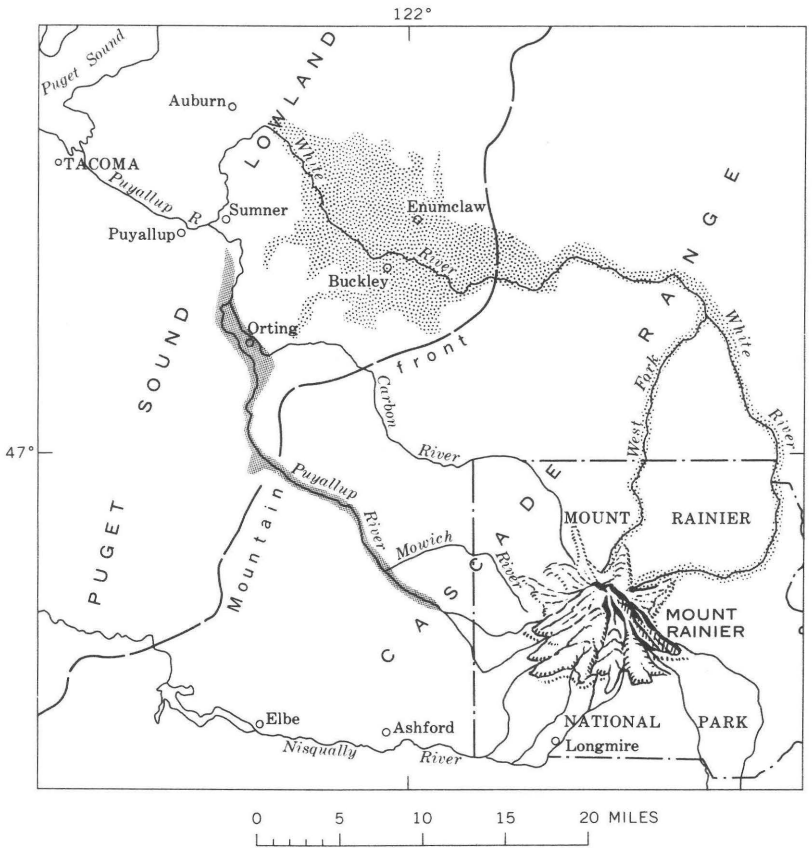 122°
Puget Sound
LOWLAND
Auburn
White
TACOMA
Puyallup R
Sumner
Enumclaw
Puyallup
River
Buckley
RANGE
Orting
SOUND
front
White
West Fork
Carbon
River
River
47°
Puyallup
River
CASCADE
MOUNT RAINIER
Mountain
Mowich
River
PUGET
MOUNT
RAINIER
Elbe
Ashford
NATIONAL PARK
Nisqually River
Longmire
0 5 10 15 20 MILES